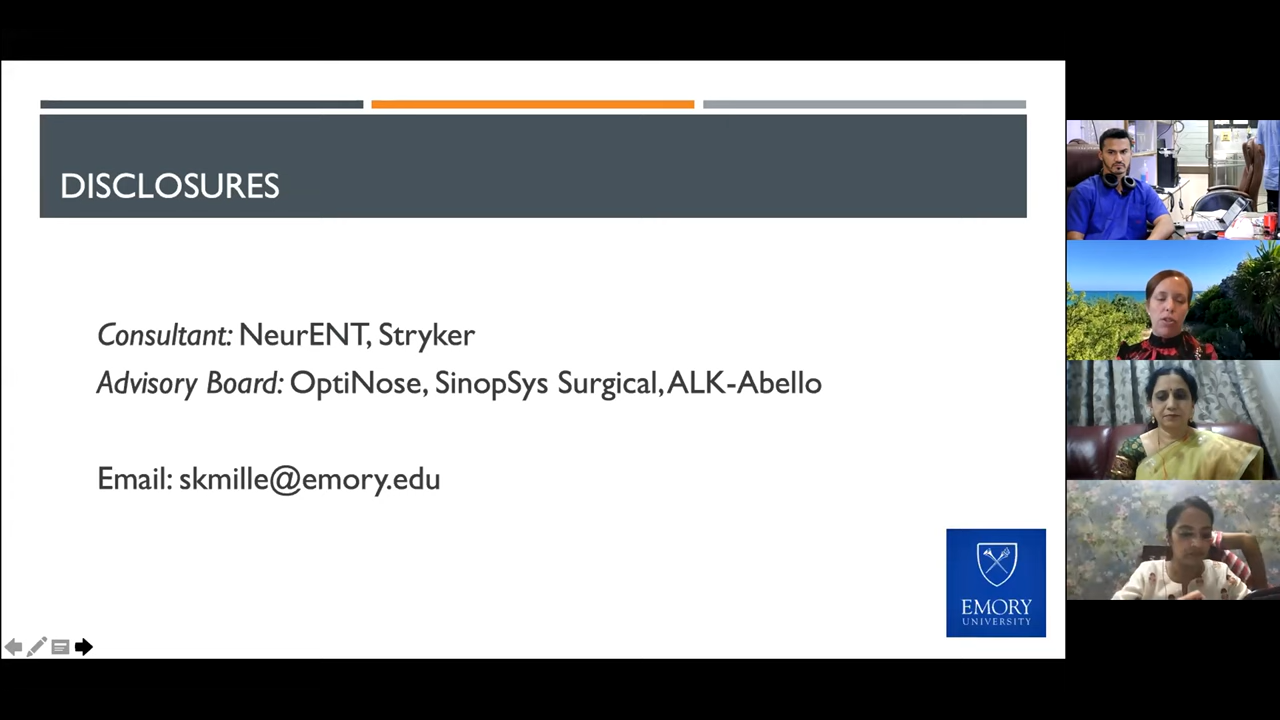 DISCLOSURES
Consultant: NeurENT, Stryker
Advisory Board: OptiNose, SinopSys Surgical, ALK-Abello
Email: skmille@emory.edu
EMORY
UNIVERSITY